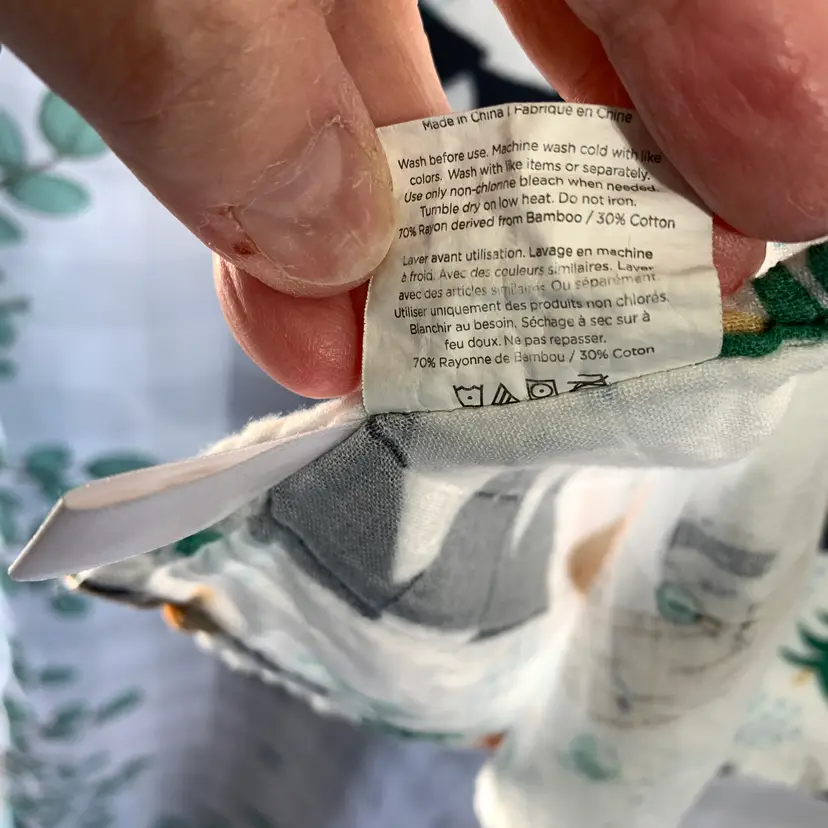 Made in China | Fabriqué en Chine
Wash before use. Machine wash cold with like
colors. Wash with like items or separately.
Use only non-chlorine bleach when needed.
Tumble dry on low heat. Do not iron.
70% Rayon derived from Bamboo / 30% Cotton
Laver avant utilisation. Lavage en machine
à froid. Avec des couleurs similaires. Laver
avec des articles similaires Ou séparément.
Utiliser uniquement des produits non chlorés.
Blanchir au besoin. Séchage à sec sur à
feu doux. Ne pas repasser.
70% Rayonne de Bambou / 30% Coton